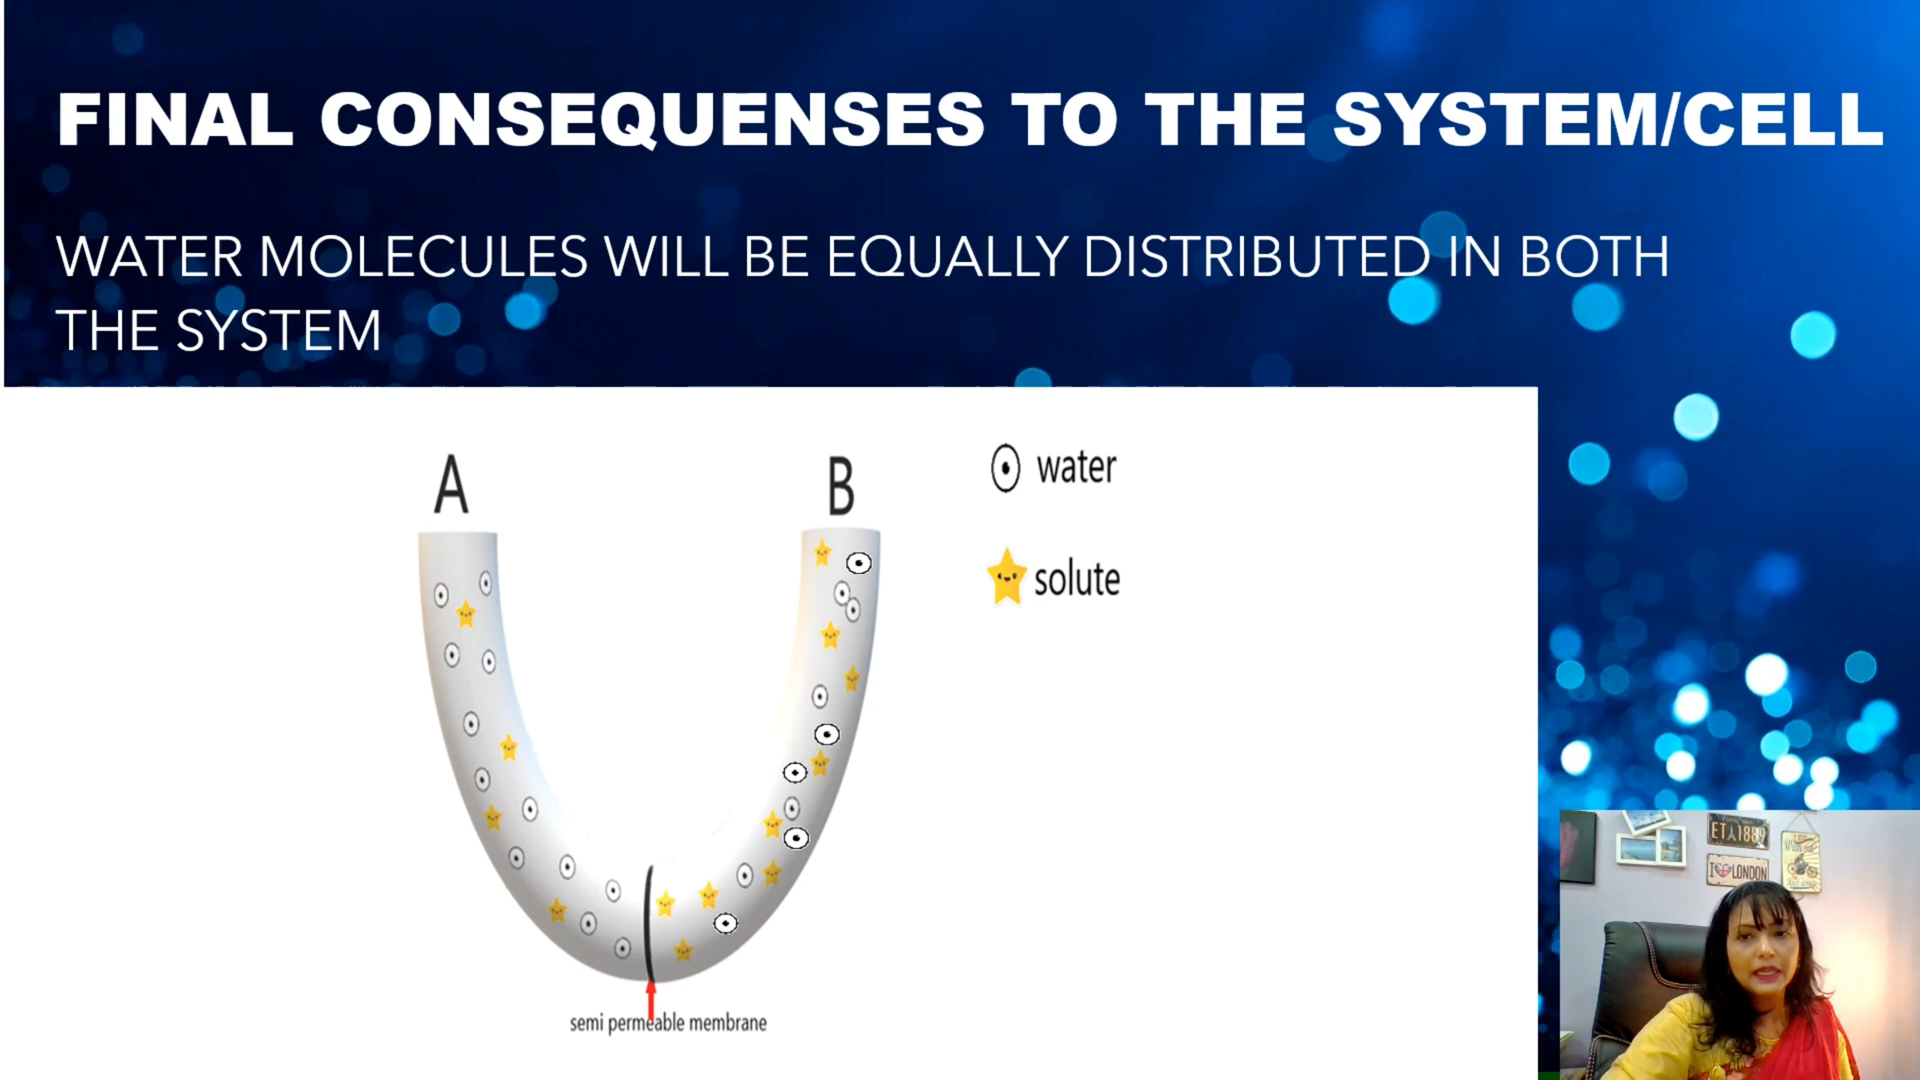 FINAL CONSEQUENSES TO THE SYSTEM/CELL
WATER MOLECULES WILL BE EQUALLY DISTRIBUTED IN BOTH
THE SYSTEM
A
B
water
solute
semi permeable membrane
ETA1889
I ♥ LONDON